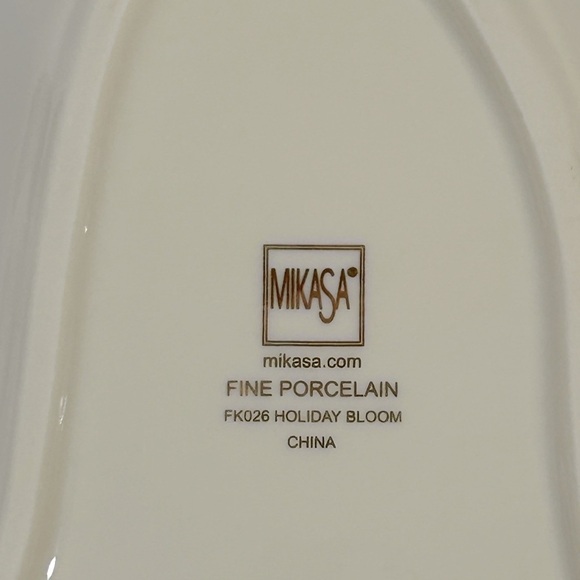 MIKASA®
mikasa.com
FINE PORCELAIN
FK026 HOLIDAY BLOOM
CHINA